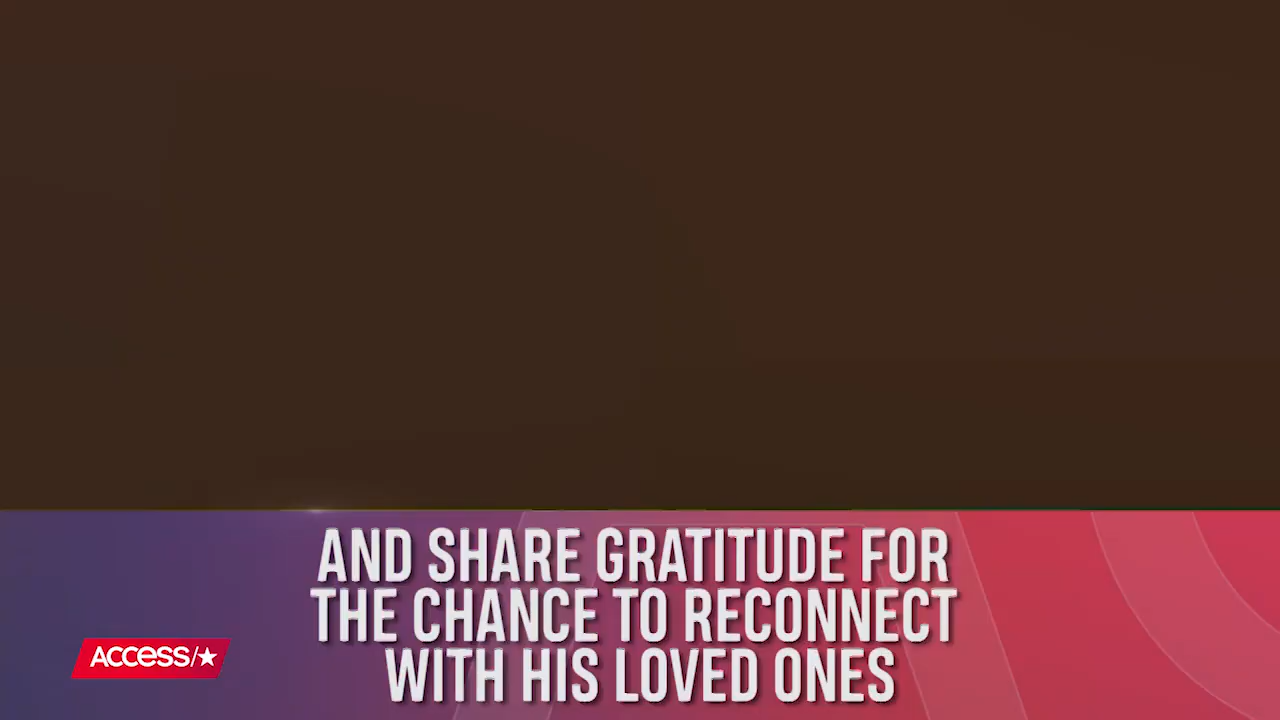 AND SHARE GRATITUDE FOR
THE CHANCE TO RECONNECT
WITH HIS LOVED ONES
ACCESS/★